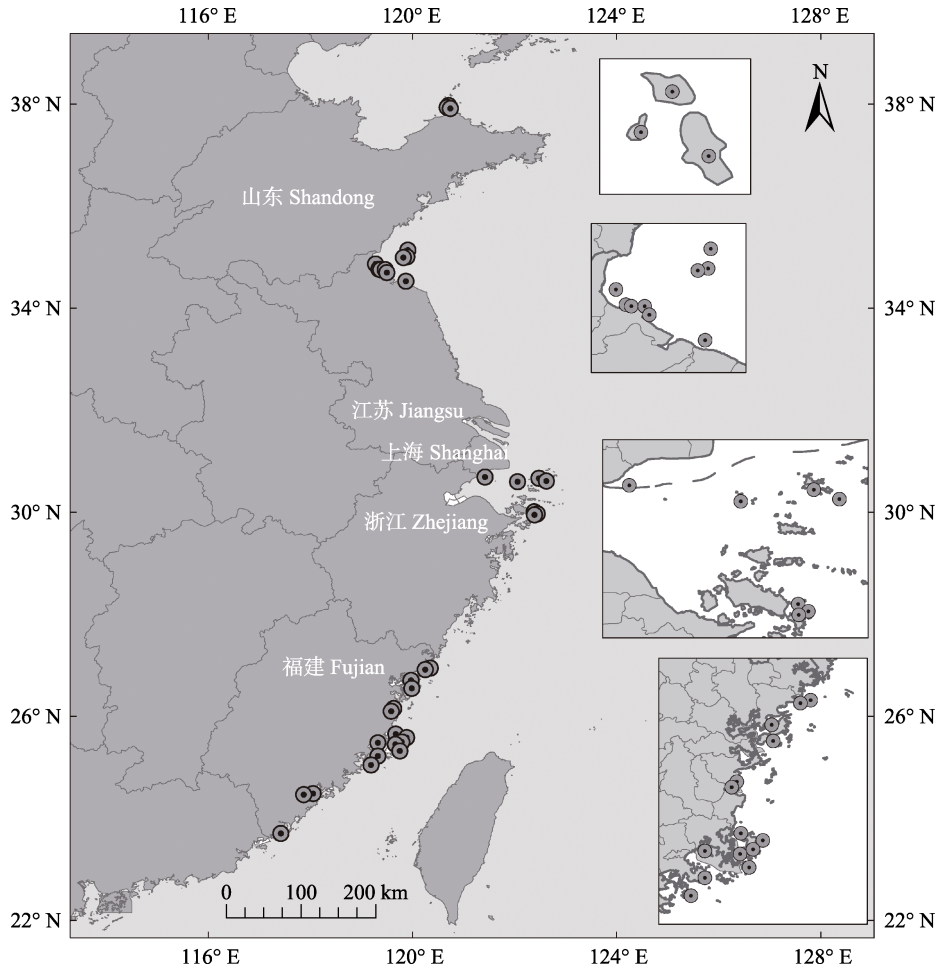 116° E 120° E 124° E 128° E
N
38° N 38° N
山东 Shandong
34° N 34° N
江苏 Jiangsu
上海 Shanghai
30° N 30° N
浙江 Zhejiang
福建 Fujian
26° N 26° N
0 100 200 km
22° N 22° N
116° E 120° E 124° E 128° E